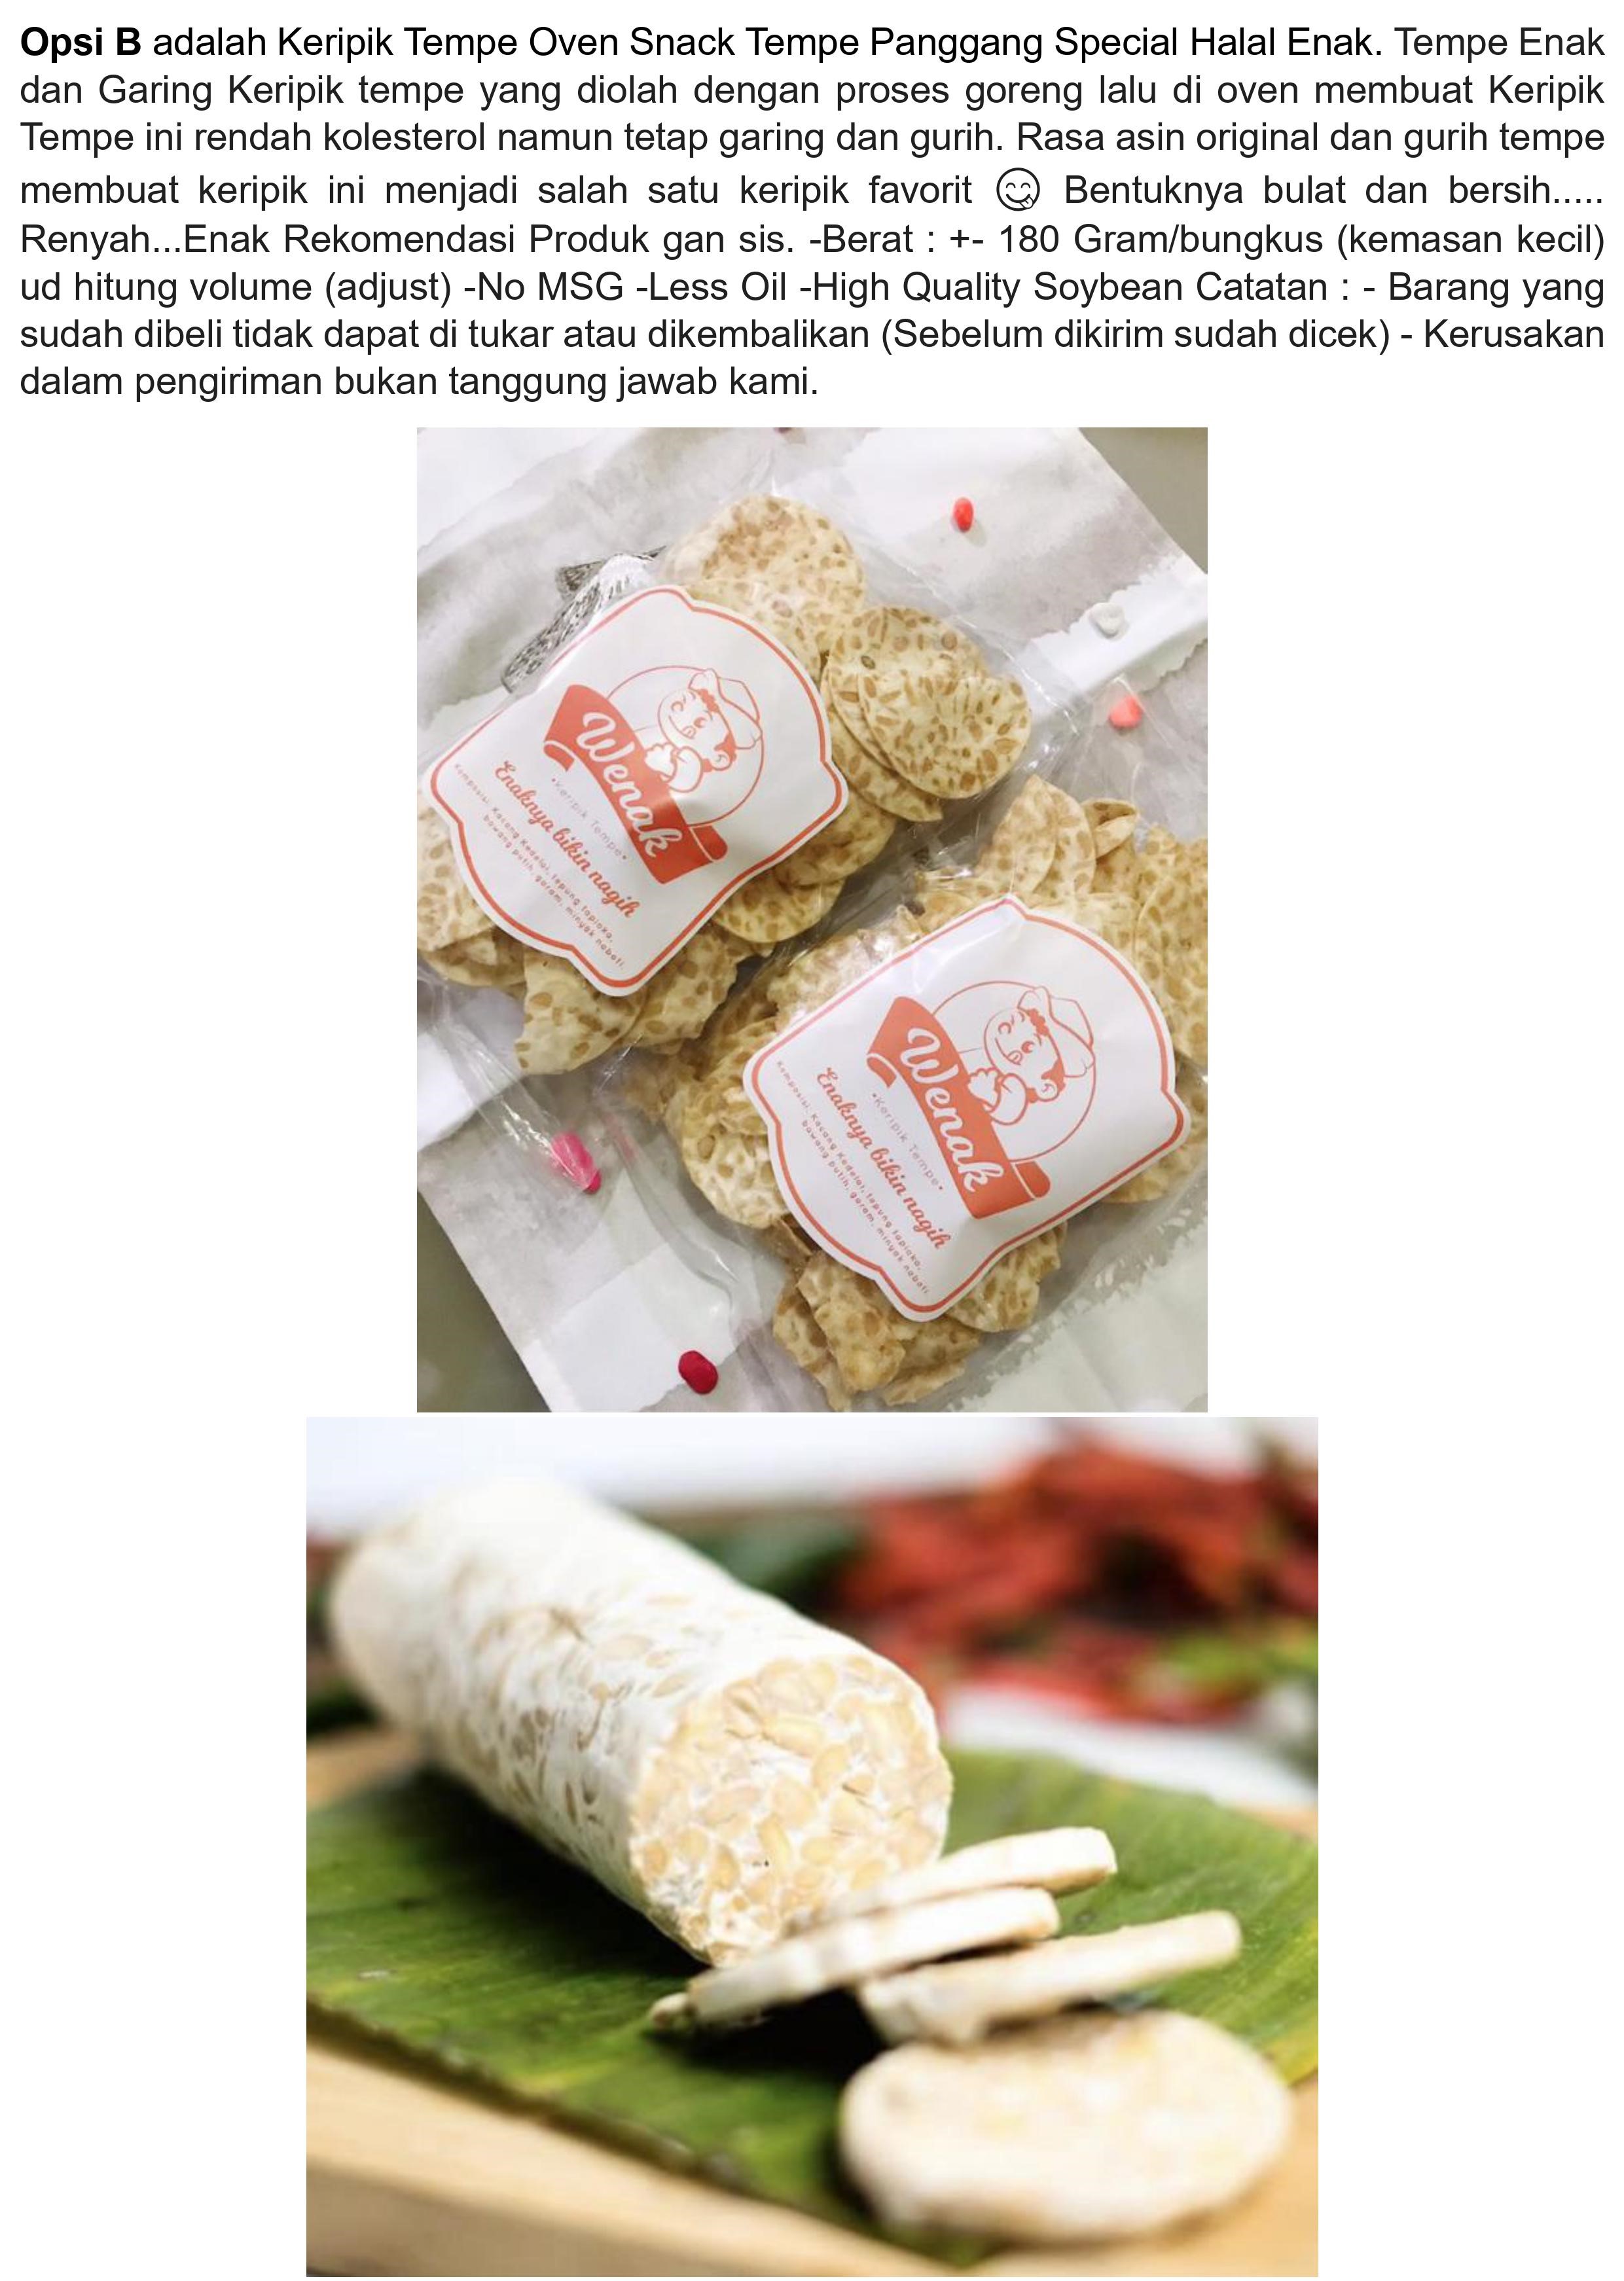 Opsi B adalah Keripik Tempe Oven Snack Tempe Panggang Special Halal Enak. Tempe Enak
dan Garing Keripik tempe yang diolah dengan proses goreng lalu di oven membuat Keripik
Tempe ini rendah kolesterol namun tetap garing dan gurih. Rasa asin original dan gurih tempe
membuat keripik ini menjadi salah satu keripik favorit 😋 Bentuknya bulat dan bersih.....
Renyah...Enak Rekomendasi Produk gan sis. -Berat : +- 180 Gram/bungkus (kemasan kecil)
ud hitung volume (adjust) -No MSG -Less Oil -High Quality Soybean Catatan : - Barang yang
sudah dibeli tidak dapat di tukar atau dikembalikan (Sebelum dikirim sudah dicek) - Kerusakan
dalam pengiriman bukan tanggung jawab kami.
Wenak
•Keripik Tempe•
Enaknya bikin nagih
Komposisi: Kacang Kedelai, tepung tapioka,
bawang putih, garam, minyak nabati.
Wenak
•Keripik Tempe•
Enaknya bikin nagih
Komposisi: Kacang Kedelai, tepung tapioka,
bawang putih, garam, minyak nabati.